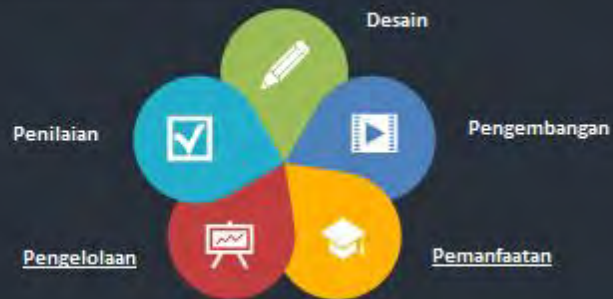 Desain
Penilaian
Pengembangan
Pengelolaan
Pemanfaatan